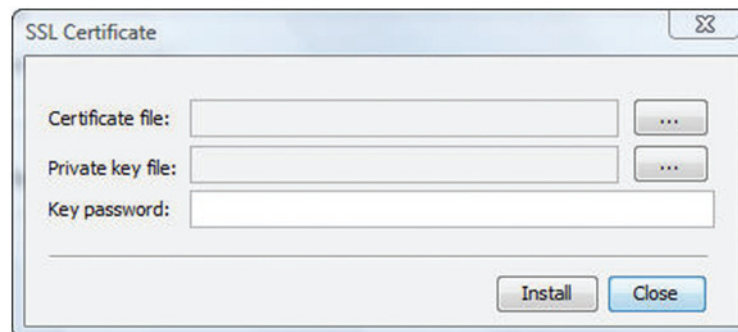 SSL Certificate
Certificate file: ...
Private key file: ...
Key password:
Install Close